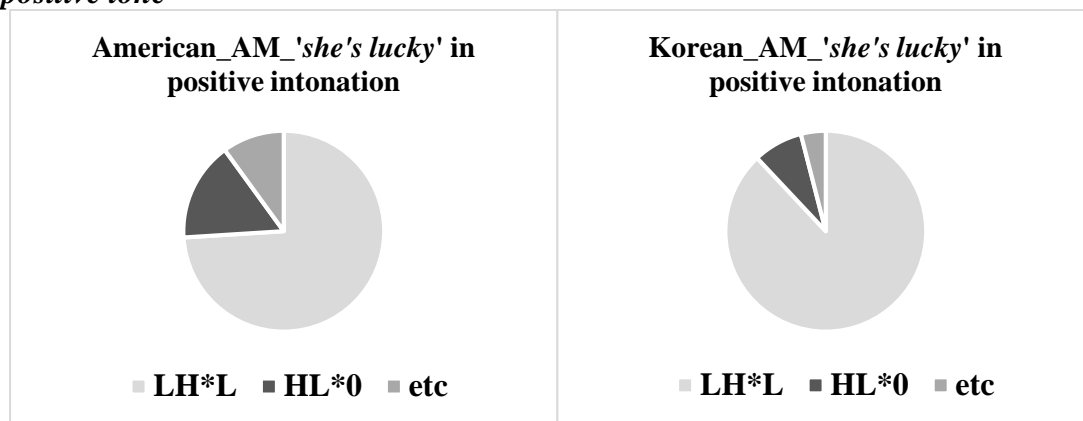 positive tone
American_AM_'she's lucky' in
positive intonation
LH*L HL*0 etc
Korean_AM_'she's lucky' in
positive intonation
LH*L HL*0 etc